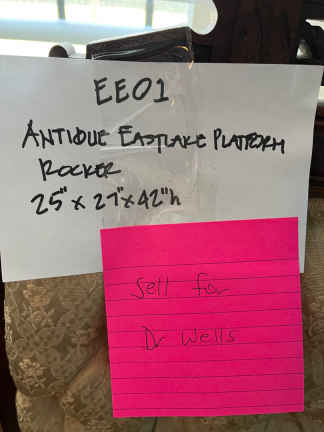 EE01
ANTIQUE EASTLAKE PLATFORM
ROCKER
25" x 27" x 42"h
Sell for
Dr Wells